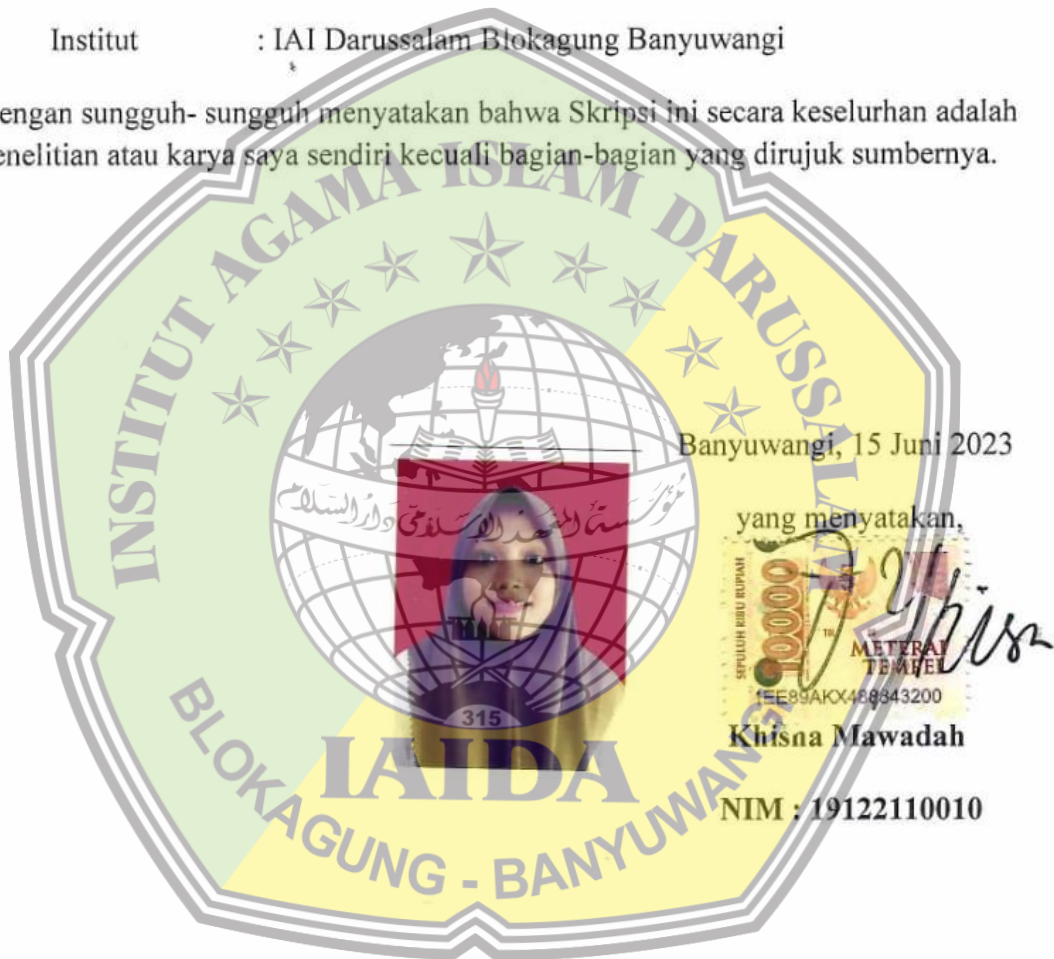 Institut : IAI Darussalam Blokagung Banyuwangi
engan sungguh- sungguh menyatakan bahwa Skripsi ini secara keselurhan adalah
enelitian atau karya saya sendiri kecuali bagian-bagian yang dirujuk sumbernya.
INSTITUT AGAMA ISLAM DARUSSALAM
Banyuwangi, 15 Juni 2023
yang menyatakan,
SEPULUH RIBU RUPIAH
10000
METERAI
TEMPEL
Khisna Mawadah
NIM : 19122110010
315
IAIDA
BLOKAGUNG - BANYUWANGI